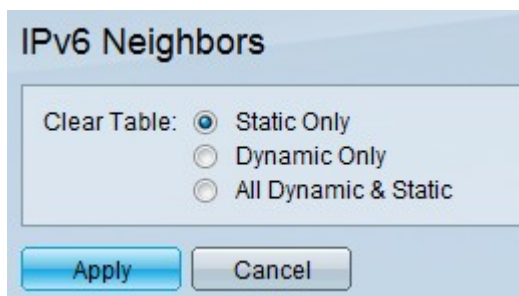 IPv6 Neighbors
Clear Table: Static Only
Dynamic Only
All Dynamic & Static
Apply Cancel